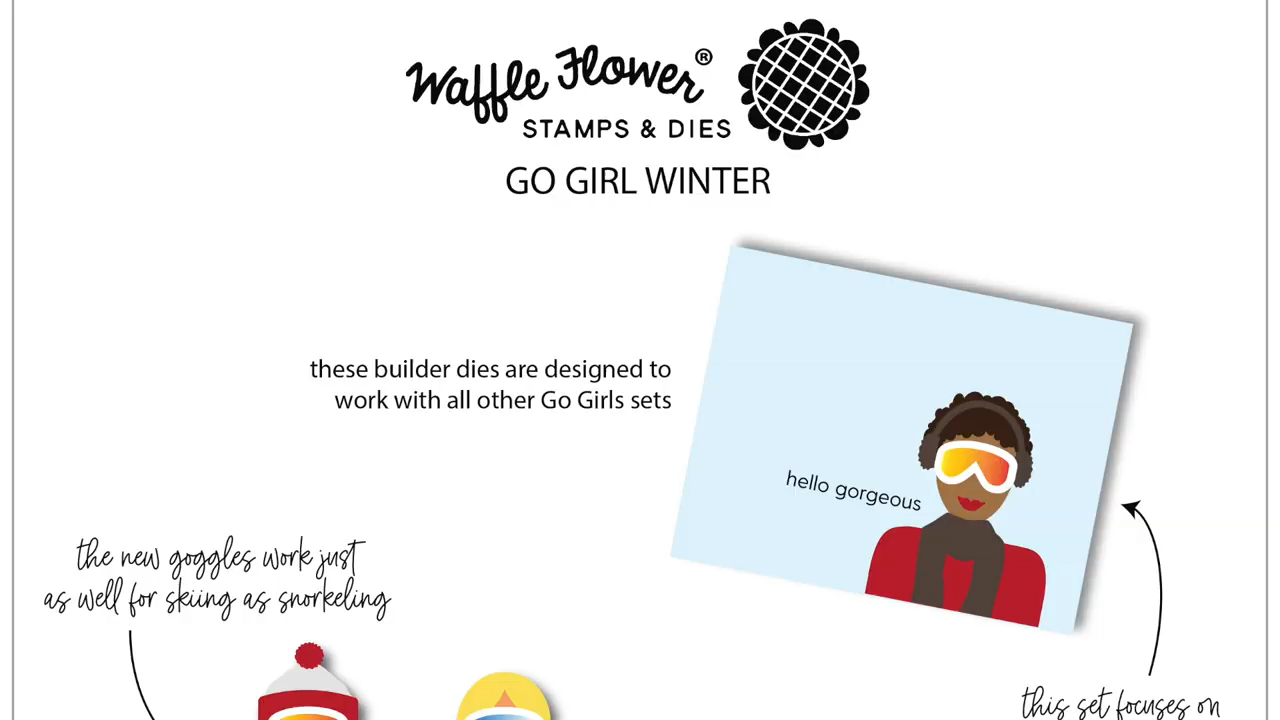 Waffle Flower®
STAMPS & DIES
GO GIRL WINTER
these builder dies are designed to
work with all other Go Girls sets
hello gorgeous
the new goggles work just
as well for skiing as snorkeling
this set focuses on